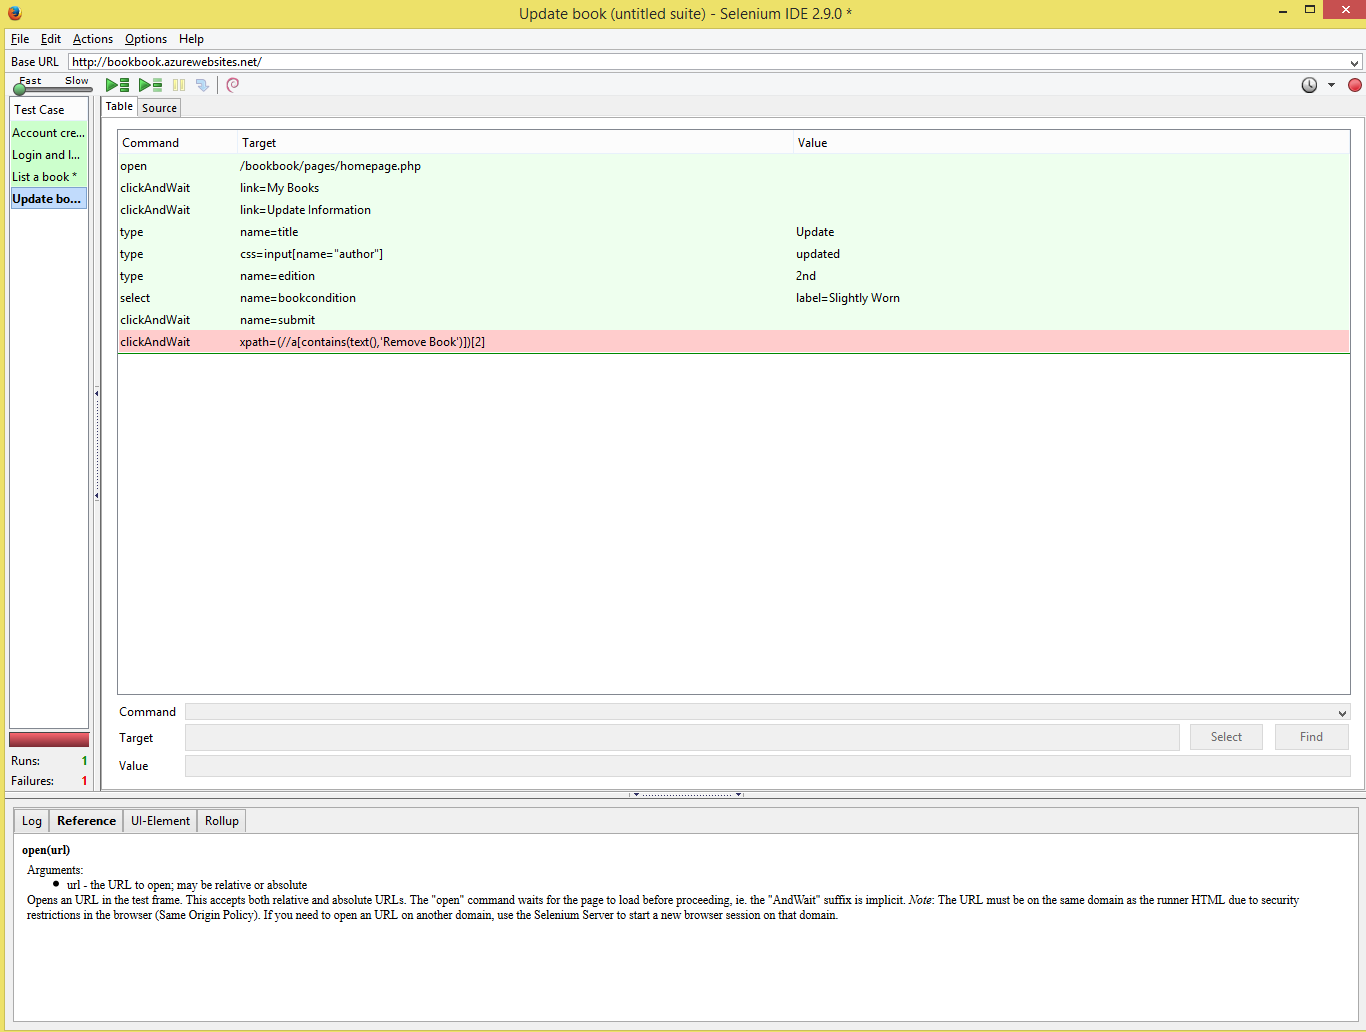 Update book (untitled suite) - Selenium IDE 2.9.0 *
File Edit Actions Options Help
Base URL http://bookbook.azurewebsites.net/
Fast Slow
Test Case
Account cre...
Login and l...
List a book *
Update bo...
Table Source
Command Target Value
open /bookbook/pages/homepage.php
clickAndWait link=My Books
clickAndWait link=Update Information
type name=title Update
type css=input[name="author"] updated
type name=edition 2nd
select name=bookcondition label=Slightly Worn
clickAndWait name=submit
clickAndWait xpath=(//a[contains(text(),'Remove Book')])[2]
Command
Target Select Find
Value
Runs: 1
Failures: 1
Log Reference UI-Element Rollup
open(url)
Arguments:
• url - the URL to open; may be relative or absolute
Opens an URL in the test frame. This accepts both relative and absolute URLs. The "open" command waits for the page to load before proceeding, ie. the "AndWait" suffix is implicit. Note: The URL must be on the same domain as the runner HTML due to security
restrictions in the browser (Same Origin Policy). If you need to open an URL on another domain, use the Selenium Server to start a new browser session on that domain.